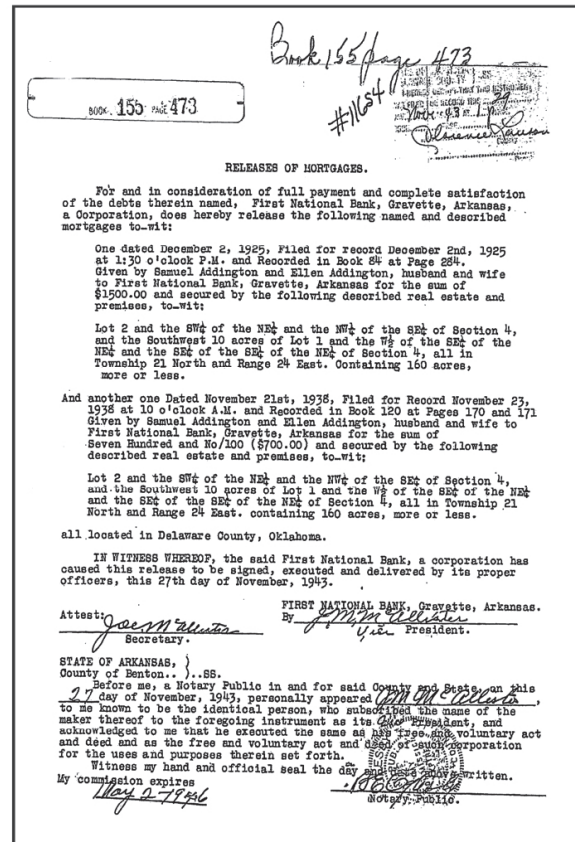 Book 155 page 473
BOOK 155 PAGE 473
#11654
RELEASES OF MORTGAGES.
For and in consideration of full payment and complete satisfaction
of the debts therein named, First National Bank, Gravette, Arkansas,
a Corporation, does hereby release the following named and described
mortgages to-wit:
One dated December 2, 1925, Filed for record December 2nd, 1925
at 1:30 o'clock P.M. and Recorded in Book 84 at Page 284.
Given by Samuel Addington and Ellen Addington, husband and wife
to First National Bank, Gravette, Arkansas for the sum of
$1500.00 and secured by the following described real estate and
premises, to-wit:
Lot 2 and the SW¼ of the NE¼ and the NW¼ of the SE¼ of Section 4,
and the Southwest 10 acres of Lot 1 and the W½ of the SE¼ of the
NE¼ and the SE¼ of the SE¼ of the NE¼ of Section 4, all in
Township 21 North and Range 24 East. Containing 160 acres,
more or less.
And another one Dated November 21st, 1938, Filed for Record November 23,
1938 at 10 o'clock A.M. and Recorded in Book 120 at Pages 170 and 171
Given by Samuel Addington and Ellen Addington, husband and wife to
First National Bank, Gravette, Arkansas for the sum of
Seven Hundred and No/100 ($700.00) and secured by the following
described real estate and premises, to-wit;
Lot 2 and the SW¼ of the NE¼ and the NW¼ of the SE¼ of Section 4,
and the Southwest 10 acres of Lot 1 and the W½ of the SE¼ of the NE¼
and the SE¼ of the SE¼ of the NE¼ of Section 4, all in Township 21
North and Range 24 East. containing 160 acres, more or less.
all located in Delaware County, Oklahoma.
IN WITNESS WHEREOF, the said First National Bank, a corporation has
caused this release to be signed, executed and delivered by its proper
officers, this 27th day of November, 1943.
FIRST NATIONAL BANK, Gravette, Arkansas.
Attest: Joe McAllister By J.M. McAllister
Secretary. Vice President.
STATE OF ARKANSAS, )
County of Benton.. )..SS.
Before me, a Notary Public in and for said County and State, on this
27 day of November, 1943, personally appeared J.M. McAllister,
to me known to be the identical person, who subscribed the name of the
maker thereof to the foregoing instrument as its Vice President, and
acknowledged to me that he executed the same as his free and voluntary act
and deed and as the free and voluntary act and deed of such corporation
for the uses and purposes therein set forth.
Witness my hand and official seal the day and date above written.
My commission expires
May 2 1946
Notary Public.